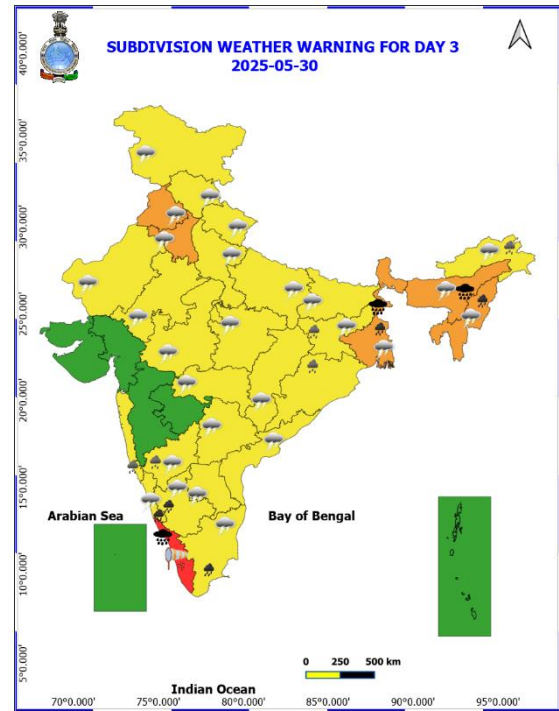 SUBDIVISION WEATHER WARNING FOR DAY 3
2025-05-30
40°0.000'
35°0.000'
30°0.000'
25°0.000'
20°0.000'
15°0.000'
10°0.000'
5°0.000'
Arabian Sea
Bay of Bengal
0 250 500 km
Indian Ocean
70°0.000' 75°0.000' 80°0.000' 85°0.000' 90°0.000' 95°0.000'